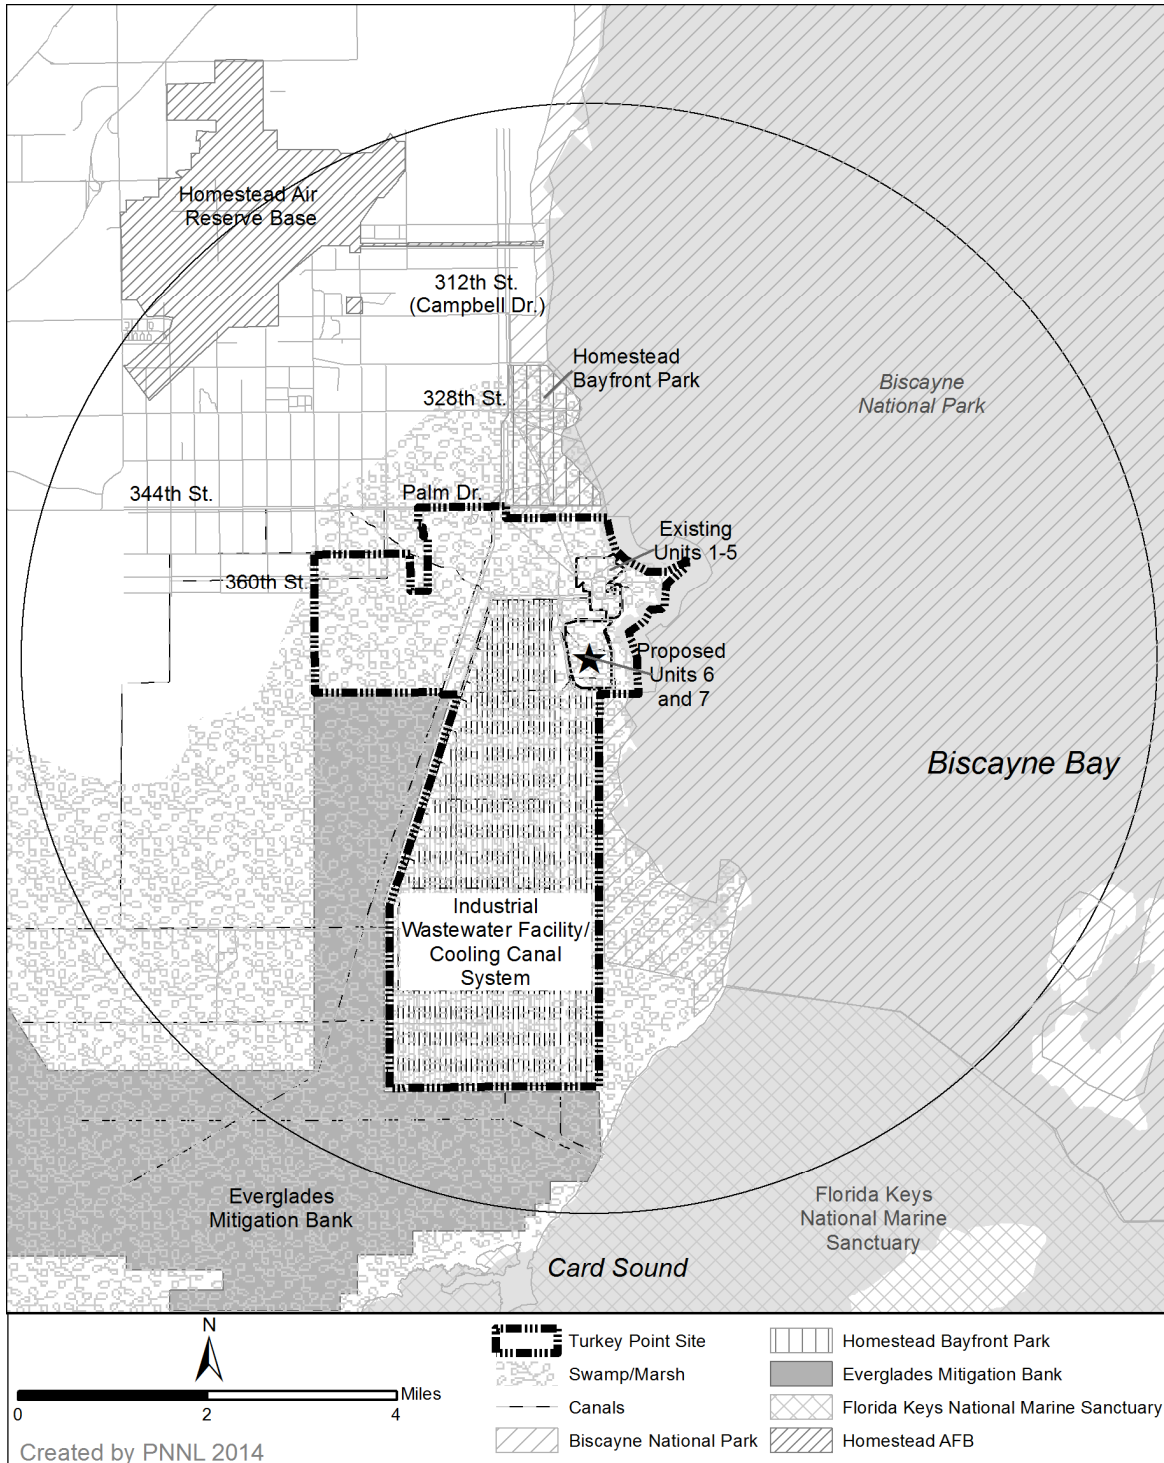 Homestead Air
Reserve Base
312th St.
(Campbell Dr.)
Homestead
Bayfront Park
Biscayne
National Park
328th St.
344th St.
Palm Dr.
Existing
Units 1-5
360th St.
Proposed
Units 6
and 7
Biscayne Bay
Industrial
Wastewater Facility/
Cooling Canal
System
Everglades
Mitigation Bank
Florida Keys
National Marine
Sanctuary
Card Sound
N
Miles
0 2 4
Created by PNNL 2014
Turkey Point Site
Swamp/Marsh
Canals
Biscayne National Park
Homestead Bayfront Park
Everglades Mitigation Bank
Florida Keys National Marine Sanctuary
Homestead AFB